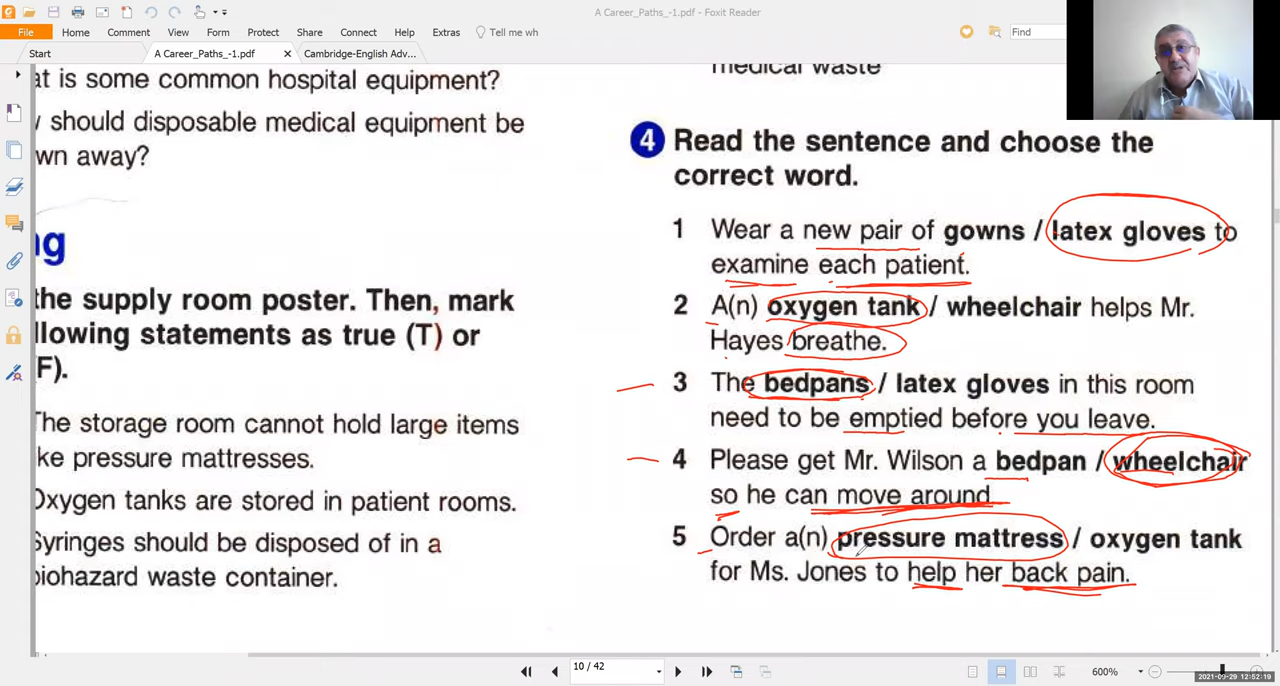 A Career_Paths_-1.pdf - Foxit Reader
File Home Comment View Form Protect Share Connect Help Extras Tell me wh Find
Start A Career_Paths_-1.pdf Cambridge-English Adv...
at is some common hospital equipment?
should disposable medical equipment be
wn away?
ng
the supply room poster. Then, mark
llowing statements as true (T) or
(F).
The storage room cannot hold large items
ke pressure mattresses.
Oxygen tanks are stored in patient rooms.
Syringes should be disposed of in a
biohazard waste container.
medical waste
4 Read the sentence and choose the
correct word.
1 Wear a new pair of gowns / latex gloves to
examine each patient.
2 A(n) oxygen tank / wheelchair helps Mr.
Hayes breathe.
3 The bedpans / latex gloves in this room
need to be emptied before you leave.
4 Please get Mr. Wilson a bedpan / wheelchair
so he can move around
5 Order a(n) pressure mattress / oxygen tank
for Ms. Jones to help her back pain.
10 / 42
600%
2021-09-29 12:52:19